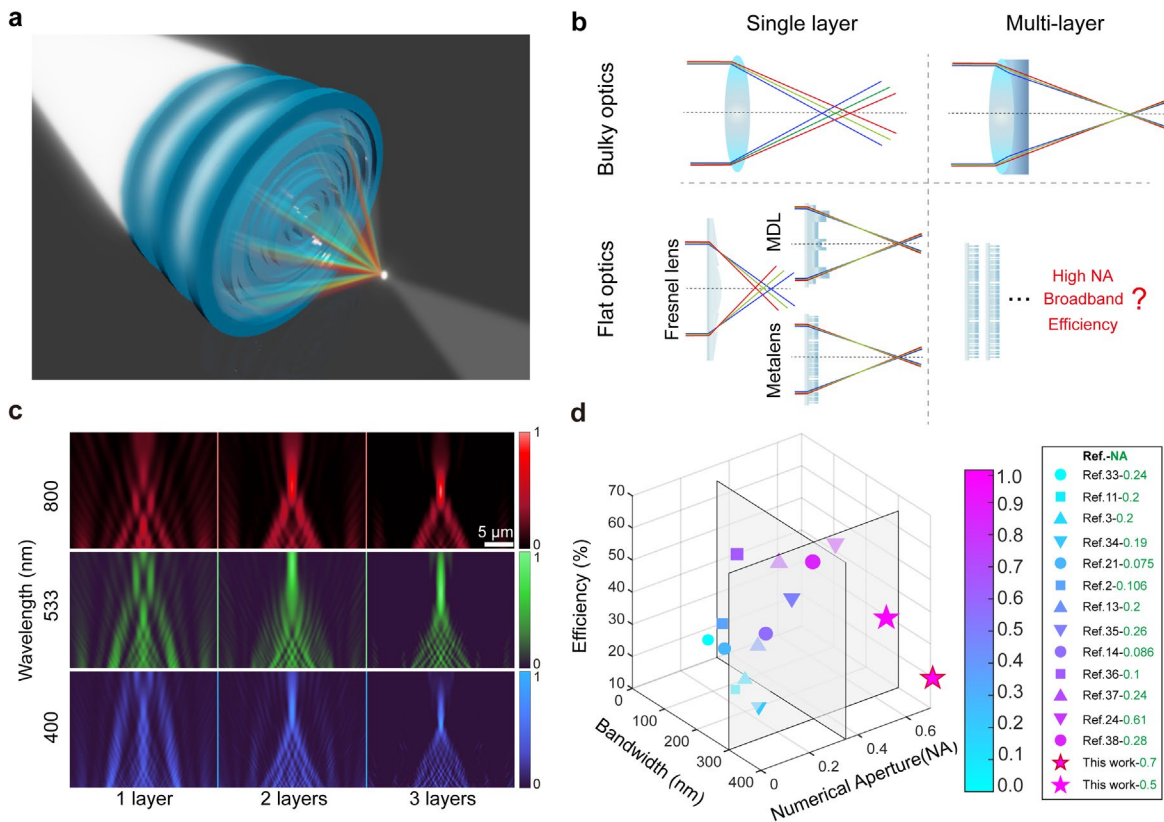 a
b
Single layer
Multi-layer
Bulky optics
Flat optics
Fresnel lens
MDL
Metalens
...
High NA
Broadband
Efficiency
?
c
Wavelength (nm)
800
533
400
1
0
1
0
1
0
5 µm
1 layer
2 layers
3 layers
d
Efficiency (%)
70
60
50
40
30
20
10
0
100
200
300
400
Bandwidth (nm)
0
0.2
0.4
0.6
Numerical Aperture(NA)
1.0
0.9
0.8
0.7
0.6
0.5
0.4
0.3
0.2
0.1
0.0
Ref.-NA
Ref.33-0.24
Ref.11-0.2
Ref.3-0.2
Ref.34-0.19
Ref.21-0.075
Ref.2-0.106
Ref.13-0.2
Ref.35-0.26
Ref.14-0.086
Ref.36-0.1
Ref.37-0.24
Ref.24-0.61
Ref.38-0.28
This work-0.7
This work-0.5